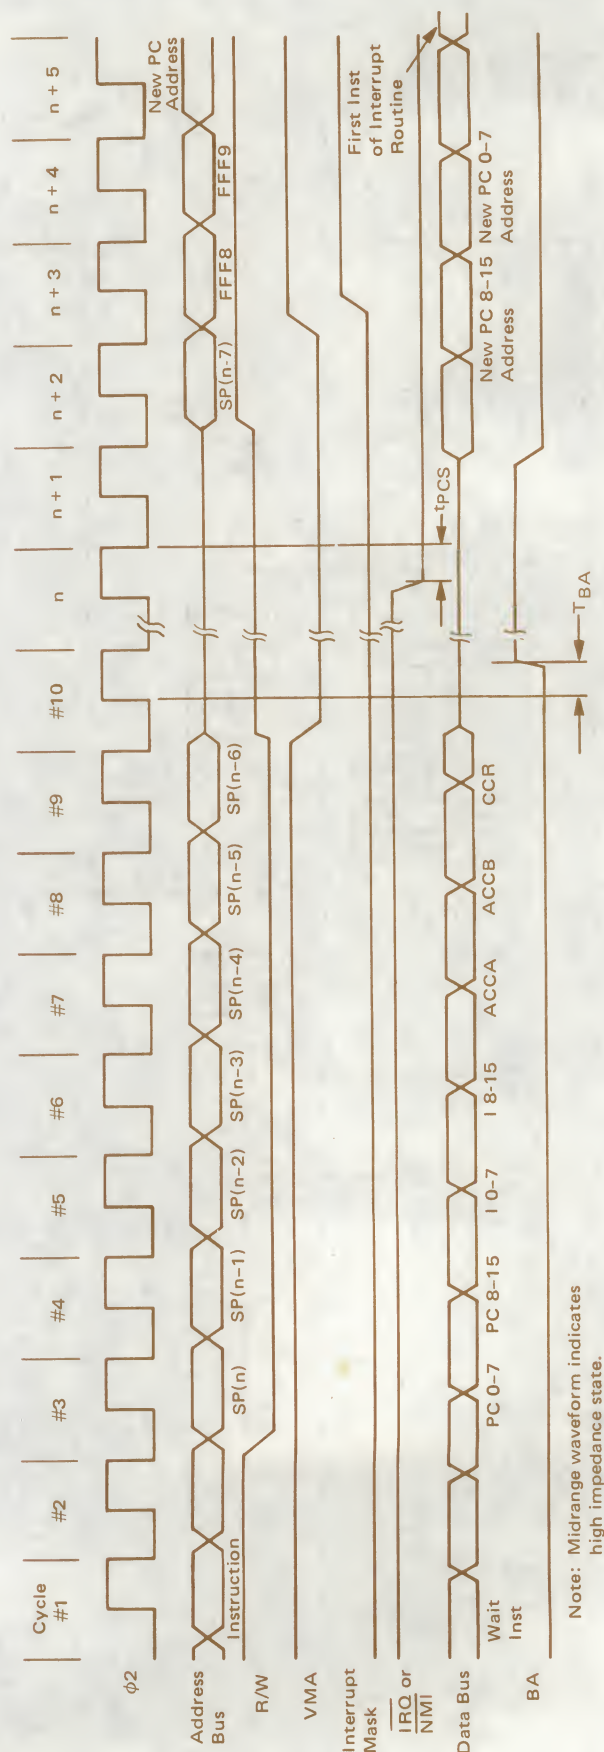 Cycle
#1
#2
#3
#4
#5
#6
#7
#8
#9
#10
n
n + 1
n + 2
n + 3
n + 4
n + 5
φ2
Address
Bus
Instruction
SP(n)
SP(n-1)
SP(n-2)
SP(n-3)
SP(n-4)
SP(n-5)
SP(n-6)
SP(n-7)
FFF8
FFF9
New PC
Address
R/W
VMA
Interrupt
Mask
IRQ or
NMI
tPCS
First Inst
of Interrupt
Routine
Data Bus
Wait
Inst
PC 0-7
PC 8-15
I 0-7
I 8-15
ACCA
ACCB
CCR
New PC 8-15
Address
New PC 0-7
Address
BA
TBA
Note: Midrange waveform indicates
high impedance state.